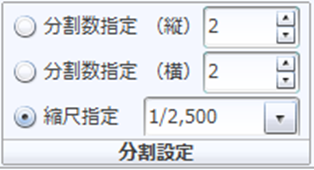 分割数指定 （縦） 2
分割数指定 （横） 2
縮尺指定 1/2,500
分割設定